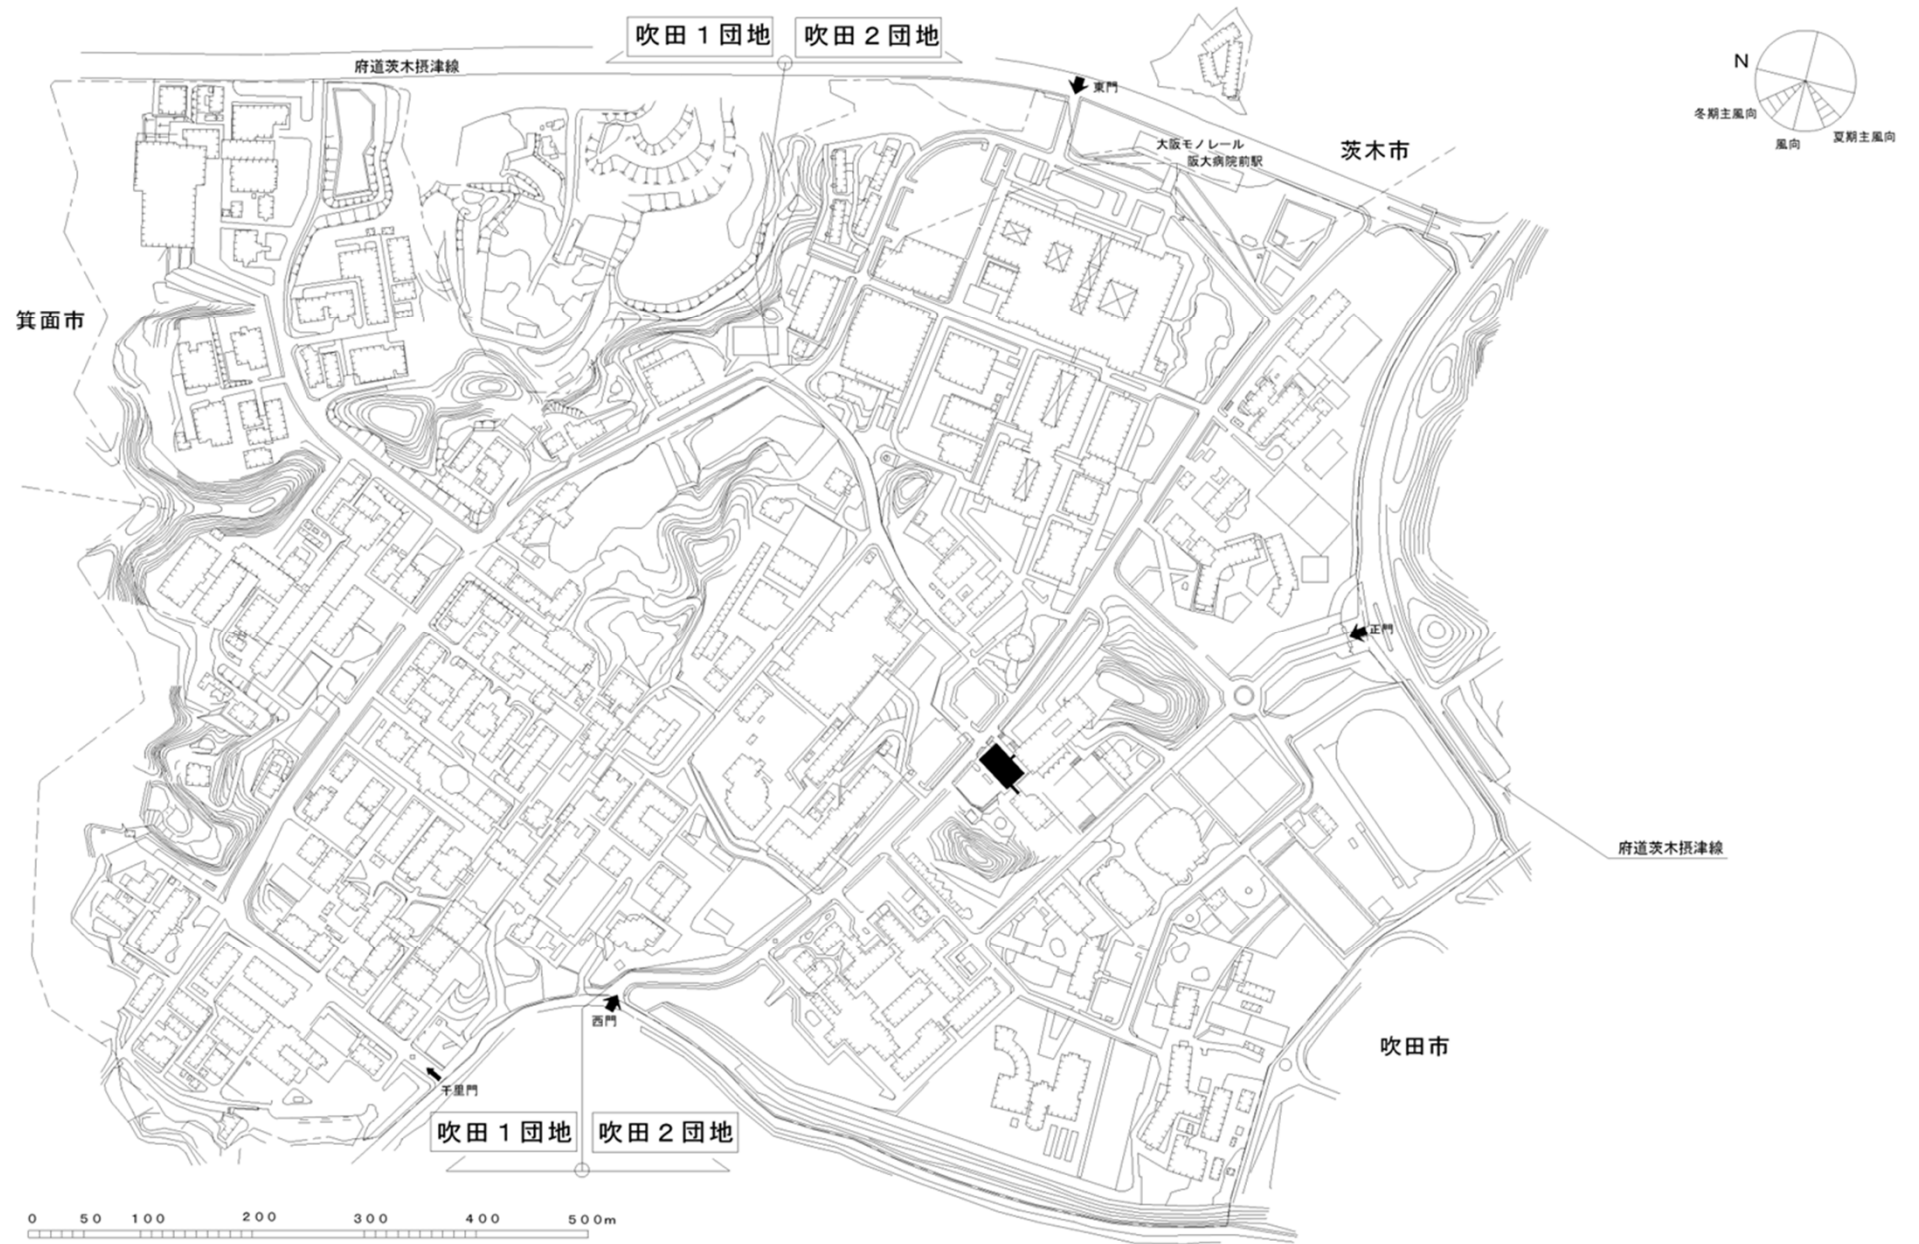 吹田1団地
吹田2団地
府道茨木摂津線
東門
大阪モノレール
阪大病院前駅
茨木市
N
冬期主風向
風向
夏期主風向
箕面市
正門
府道茨木摂津線
吹田市
西門
千里門
吹田1団地
吹田2団地
0 50 100 200 300 400 500m